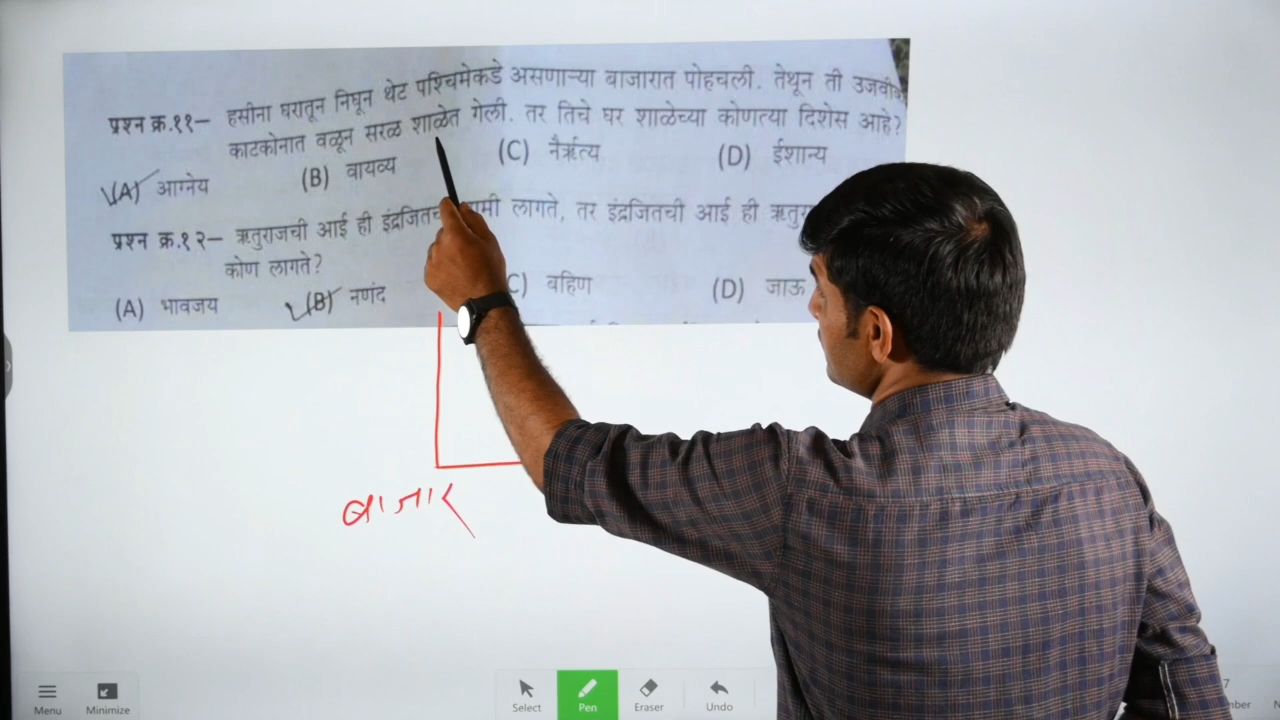 प्रश्न क्र.११– हसीना घरातून निघून थेट पश्चिमेकडे असणाऱ्या बाजारात पोहचली. तेथून ती उजवी
काटकोनात वळून सरळ शाळेत गेली. तर तिचे घर शाळेच्या कोणत्या दिशेस आहे?
(A) आग्नेय (B) वायव्य (C) नैर्ऋत्य (D) ईशान्य
प्रश्न क्र.१२– ऋतुराजची आई ही इंद्रजितच मामी लागते, तर इंद्रजितची आई ही ऋतु
कोण लागते?
(A) भावजय (B) नणंद C) बहिण (D) जाऊ
बाजार
Menu Minimize Select Pen Eraser Undo